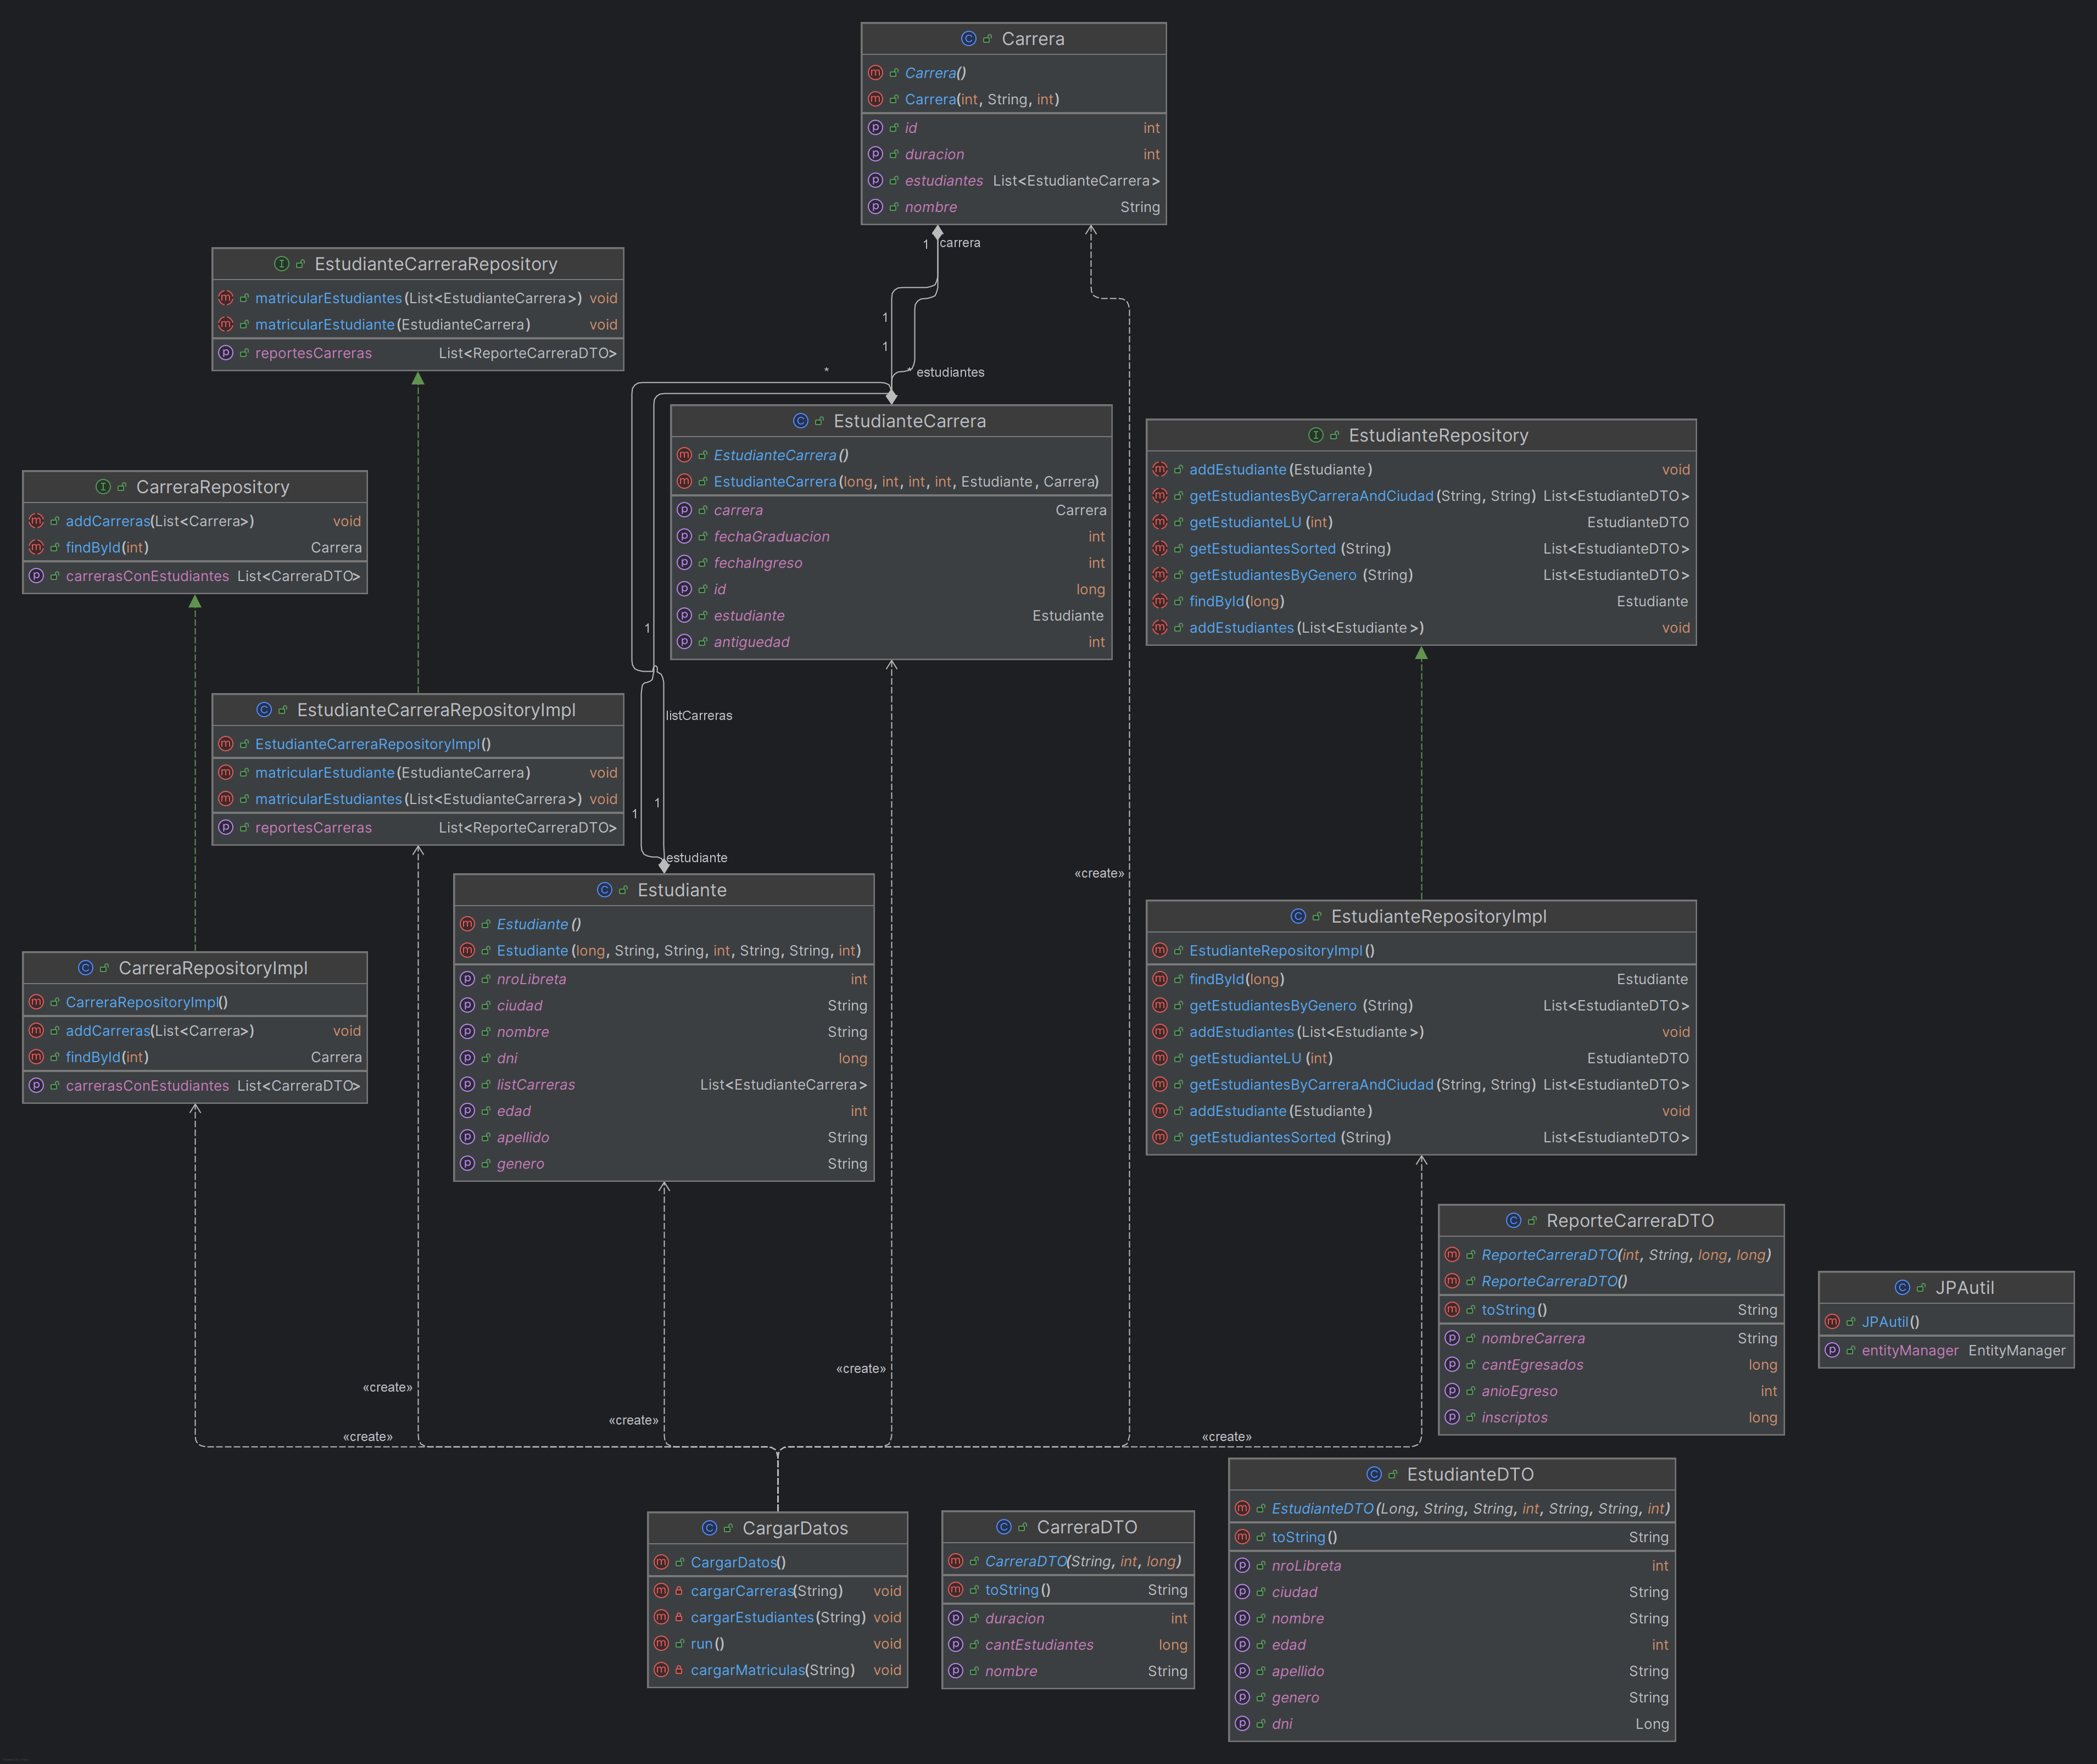 Carrera
Carrera()
Carrera(int, String, int)
id int
duracion int
estudiantes List<EstudianteCarrera>
nombre String
1 carrera
1
1
* estudiantes
*
EstudianteCarreraRepository
matricularEstudiantes(List<EstudianteCarrera>) void
matricularEstudiante(EstudianteCarrera) void
reportesCarreras List<ReporteCarreraDTO>
EstudianteCarrera
EstudianteCarrera()
EstudianteCarrera(long, int, int, int, Estudiante, Carrera)
carrera Carrera
fechaGraduacion int
fechaIngreso int
id long
estudiante Estudiante
antiguedad int
EstudianteRepository
addEstudiante(Estudiante) void
getEstudiantesByCarreraAndCiudad(String, String) List<EstudianteDTO>
getEstudianteLU(int) EstudianteDTO
getEstudiantesSorted(String) List<EstudianteDTO>
getEstudiantesByGenero(String) List<EstudianteDTO>
findById(long) Estudiante
addEstudiantes(List<Estudiante>) void
CarreraRepository
addCarreras(List<Carrera>) void
findById(int) Carrera
carrerasConEstudiantes List<CarreraDTO>
1
listCarreras
1
1
estudiante
EstudianteCarreraRepositoryImpl
EstudianteCarreraRepositoryImpl()
matricularEstudiante(EstudianteCarrera) void
matricularEstudiantes(List<EstudianteCarrera>) void
reportesCarreras List<ReporteCarreraDTO>
«create»
Estudiante
Estudiante()
Estudiante(long, String, String, int, String, String, int)
nroLibreta int
ciudad String
nombre String
dni long
listCarreras List<EstudianteCarrera>
edad int
apellido String
genero String
EstudianteRepositoryImpl
EstudianteRepositoryImpl()
findById(long) Estudiante
getEstudiantesByGenero(String) List<EstudianteDTO>
addEstudiantes(List<Estudiante>) void
getEstudianteLU(int) EstudianteDTO
getEstudiantesByCarreraAndCiudad(String, String) List<EstudianteDTO>
addEstudiante(Estudiante) void
getEstudiantesSorted(String) List<EstudianteDTO>
CarreraRepositoryImpl
CarreraRepositoryImpl()
addCarreras(List<Carrera>) void
findById(int) Carrera
carrerasConEstudiantes List<CarreraDTO>
ReporteCarreraDTO
ReporteCarreraDTO(int, String, long, long)
ReporteCarreraDTO()
toString() String
nombreCarrera String
cantEgresados long
anioEgreso int
inscriptos long
JPAutil
JPAutil()
entityManager EntityManager
«create»
«create»
«create»
«create»
«create»
CargarDatos
CargarDatos()
cargarCarreras(String) void
cargarEstudiantes(String) void
run() void
cargarMatriculas(String) void
CarreraDTO
CarreraDTO(String, int, long)
toString() String
duracion int
cantEstudiantes long
nombre String
EstudianteDTO
EstudianteDTO(Long, String, String, int, String, String, int)
toString() String
nroLibreta int
ciudad String
nombre String
edad int
apellido String
genero String
dni Long